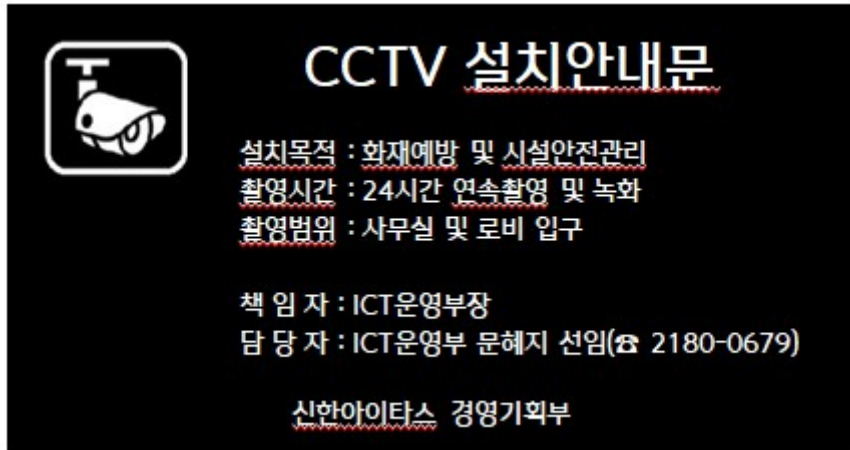 CCTV 설치안내문
설치목적 : 화재예방 및 시설안전관리
촬영시간 : 24시간 연속촬영 및 녹화
촬영범위 : 사무실 및 로비 입구
책 임 자 : ICT운영부장
담 당 자 : ICT운영부 문혜지 선임(☎ 2180-0679)
신한아이타스 경영기획부